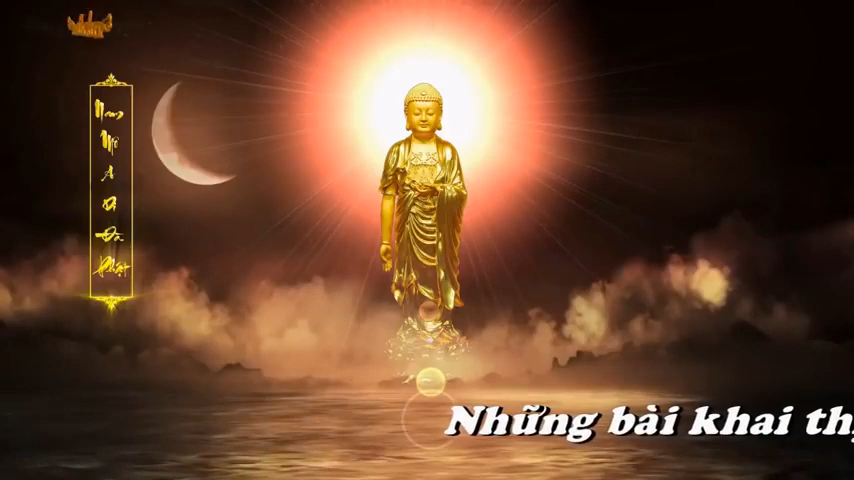 Nam
Mô
A
Di
Đà
Phật
Những bài khai